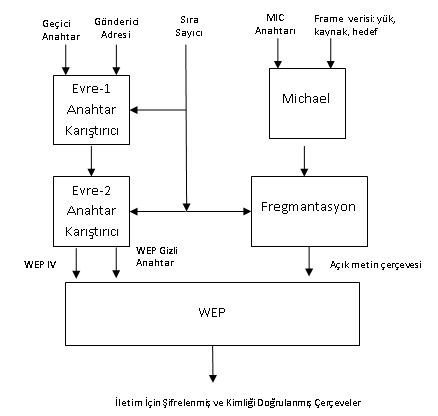 Geçici
Anahtar
Gönderici
Adresi
Sıra
Sayıcı
MIC
Anahtarı
Frame verisi: yük,
kaynak, hedef
Evre-1
Anahtar
Karıştırıcı
Michael
Evre-2
Anahtar
Karıştırıcı
Fregmantasyon
WEP IV
WEP Gizli
Anahtar
Açık metin çerçevesi
WEP
İletim İçin Şifrelenmiş ve Kimliği Doğrulanmış Çerçeveler